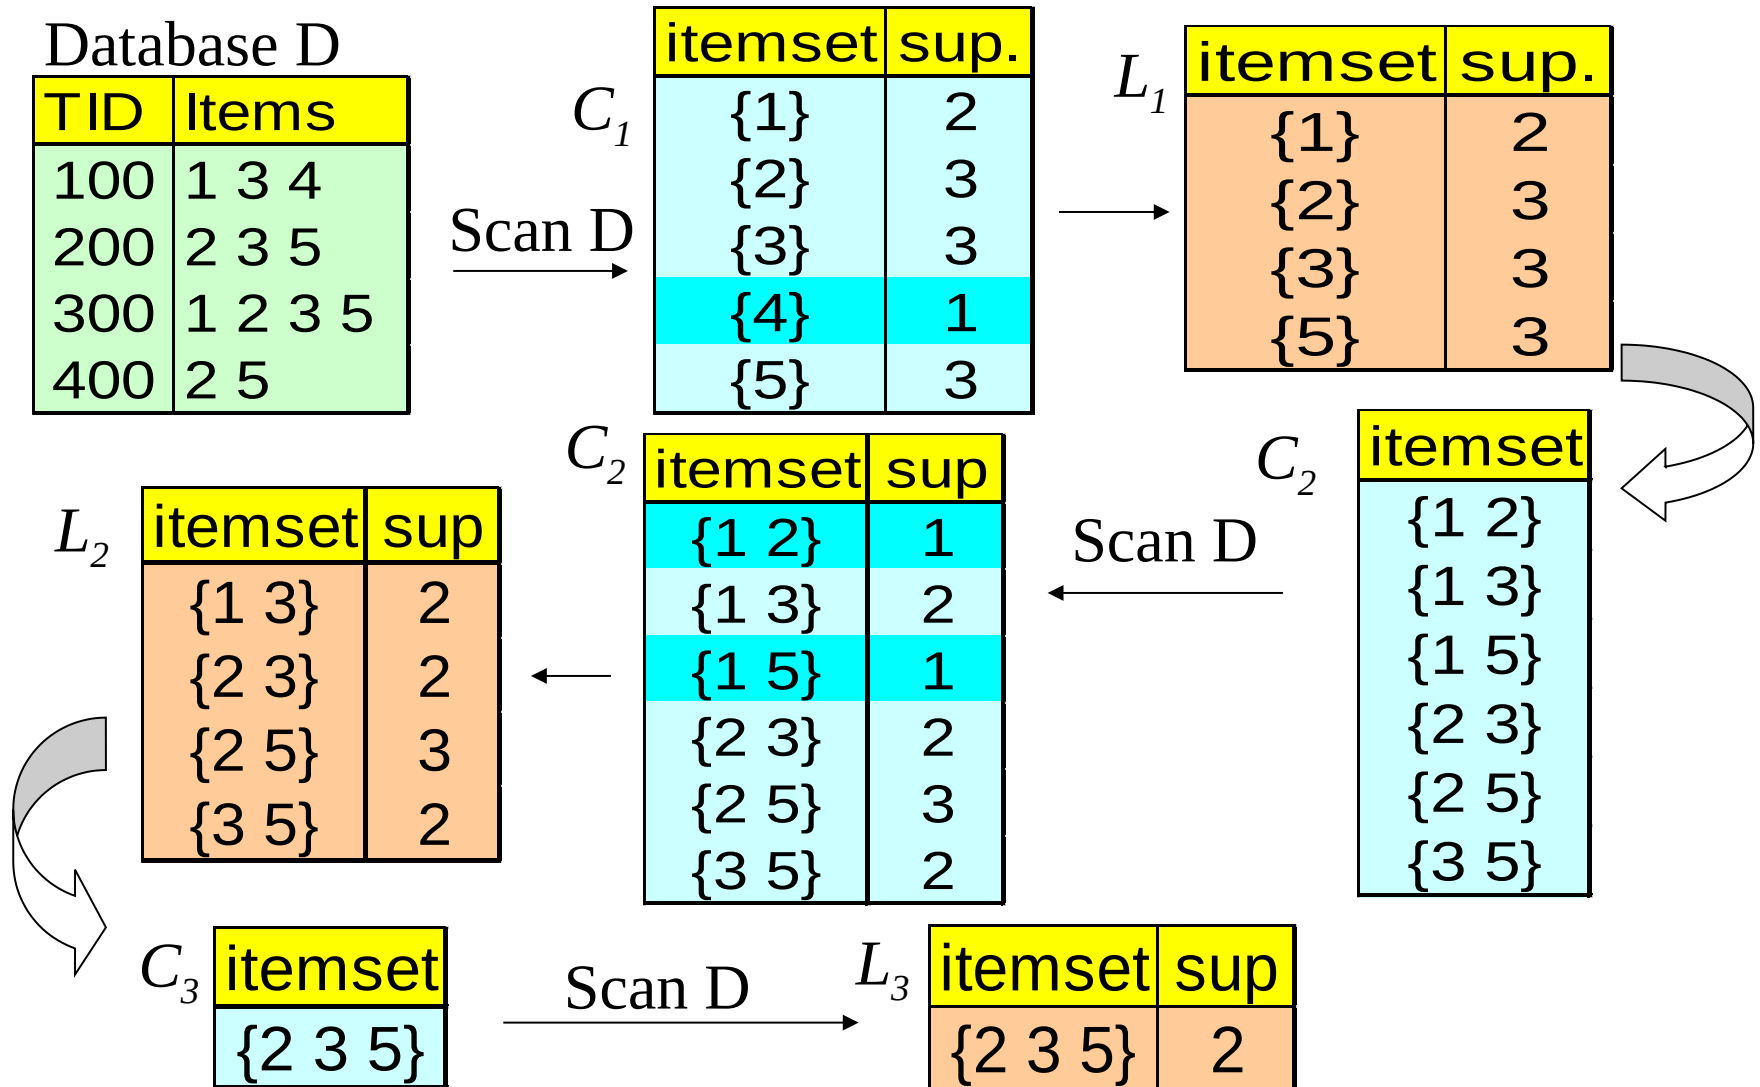 Database D
TID Items
100 1 3 4
200 2 3 5
300 1 2 3 5
400 2 5
Scan D
C1
itemset sup.
{1} 2
{2} 3
{3} 3
{4} 1
{5} 3
L1
itemset sup.
{1} 2
{2} 3
{3} 3
{5} 3
C2
itemset
{1 2}
{1 3}
{1 5}
{2 3}
{2 5}
{3 5}
Scan D
C2
itemset sup
{1 2} 1
{1 3} 2
{1 5} 1
{2 3} 2
{2 5} 3
{3 5} 2
L2
itemset sup
{1 3} 2
{2 3} 2
{2 5} 3
{3 5} 2
C3
itemset
{2 3 5}
Scan D
L3
itemset sup
{2 3 5} 2